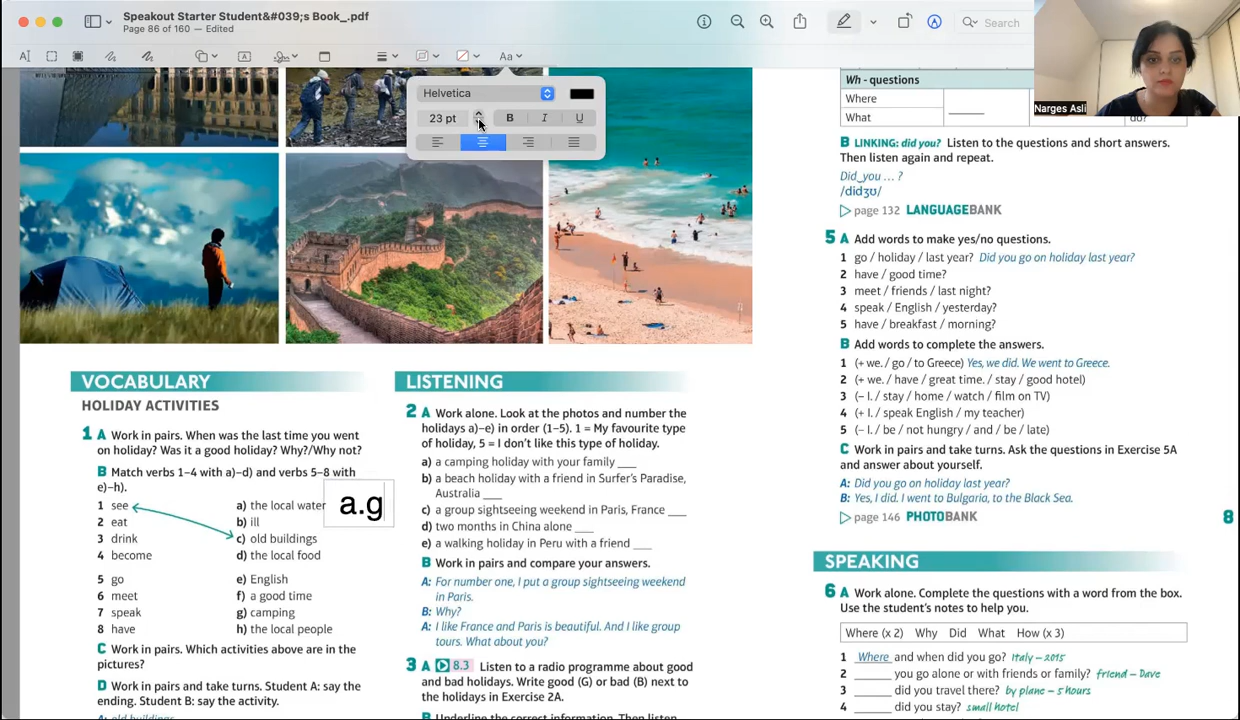 Speakout Starter Student&#039;s Book_.pdf
Page 86 of 160 — Edited
Search
Aa
Helvetica
23 pt
B I U
Narges Asli
VOCABULARY
HOLIDAY ACTIVITIES
1 A Work in pairs. When was the last time you went
on holiday? Was it a good holiday? Why?/Why not?
B Match verbs 1–4 with a)–d) and verbs 5–8 with
e)–h).
1 see a) the local water
2 eat b) ill
3 drink c) old buildings
4 become d) the local food
5 go e) English
6 meet f) a good time
7 speak g) camping
8 have h) the local people
a.g
C Work in pairs. Which activities above are in the
pictures?
D Work in pairs and take turns. Student A: say the
ending. Student B: say the activity.
A: old buildings
LISTENING
2 A Work alone. Look at the photos and number the
holidays a)–e) in order (1–5). 1 = My favourite type
of holiday, 5 = I don't like this type of holiday.
a) a camping holiday with your family ___
b) a beach holiday with a friend in Surfer's Paradise,
Australia ___
c) a group sightseeing weekend in Paris, France ___
d) two months in China alone ___
e) a walking holiday in Peru with a friend ___
B Work in pairs and compare your answers.
A: For number one, I put a group sightseeing weekend
in Paris.
B: Why?
A: I like France and Paris is beautiful. And I like group
tours. What about you?
3 A 8.3 Listen to a radio programme about good
and bad holidays. Write good (G) or bad (B) next to
the holidays in Exercise 2A.
B Underline the correct information. Then listen
Wh - questions
Where
What ______ do?
B LINKING: did you? Listen to the questions and short answers.
Then listen again and repeat.
Did‿you … ?
/didʒʊ/
page 132 LANGUAGEBANK
5 A Add words to make yes/no questions.
1 go / holiday / last year? Did you go on holiday last year?
2 have / good time?
3 meet / friends / last night?
4 speak / English / yesterday?
5 have / breakfast / morning?
B Add words to complete the answers.
1 (+ we. / go / to Greece) Yes, we did. We went to Greece.
2 (+ we. / have / great time. / stay / good hotel)
3 (– I. / stay / home / watch / film on TV)
4 (+ I. / speak English / my teacher)
5 (– I. / be / not hungry / and / be / late)
C Work in pairs and take turns. Ask the questions in Exercise 5A
and answer about yourself.
A: Did you go on holiday last year?
B: Yes, I did. I went to Bulgaria, to the Black Sea.
page 146 PHOTOBANK
8
SPEAKING
6 A Work alone. Complete the questions with a word from the box.
Use the student's notes to help you.
Where (x 2) Why Did What How (x 3)
1 Where and when did you go? Italy – 2015
2 ______ you go alone or with friends or family? friend – Dave
3 ______ did you travel there? by plane – 5 hours
4 ______ did you stay? small hotel